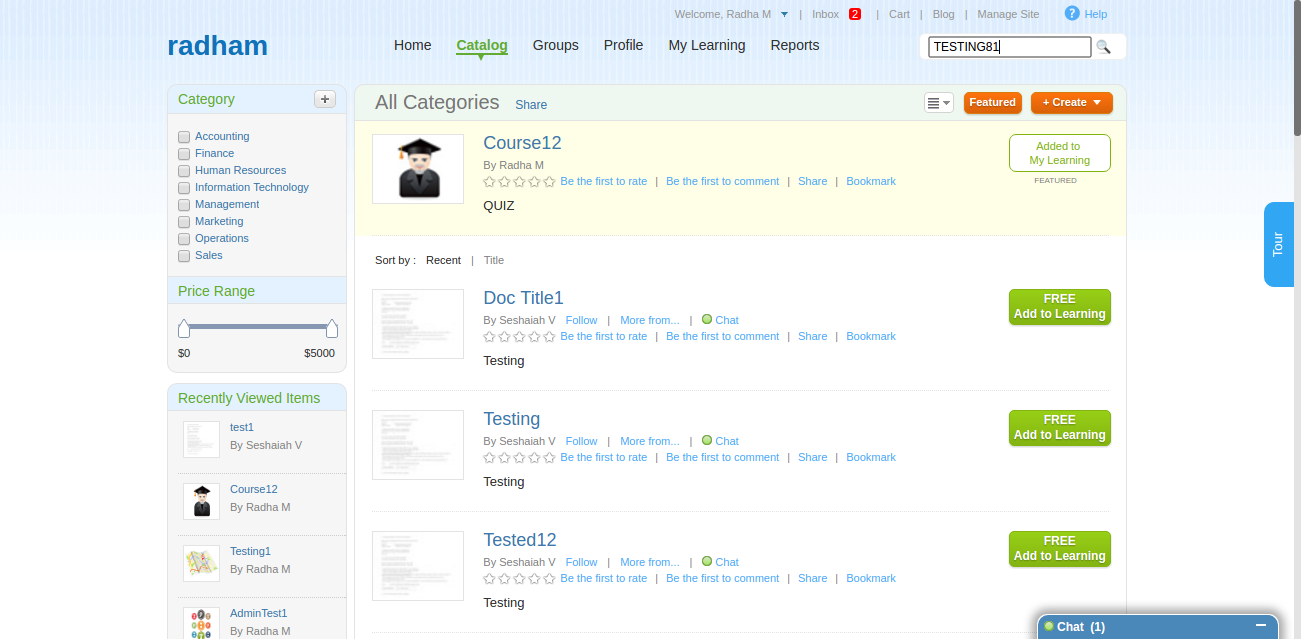 Welcome, Radha M | Inbox 2 | Cart | Blog | Manage Site ? Help
radham
Home Catalog Groups Profile My Learning Reports
TESTING81
Category +
Accounting
Finance
Human Resources
Information Technology
Management
Marketing
Operations
Sales
Price Range
$0 $5000
Recently Viewed Items
test1
By Seshaiah V
Course12
By Radha M
Testing1
By Radha M
AdminTest1
By Radha M
All Categories Share Featured + Create
Course12
By Radha M
Be the first to rate | Be the first to comment | Share | Bookmark
QUIZ
Added to
My Learning
FEATURED
Sort by : Recent | Title
Doc Title1
By Seshaiah V Follow | More from... | Chat
Be the first to rate | Be the first to comment | Share | Bookmark
Testing
FREE
Add to Learning
Testing
By Seshaiah V Follow | More from... | Chat
Be the first to rate | Be the first to comment | Share | Bookmark
Testing
FREE
Add to Learning
Tested12
By Seshaiah V Follow | More from... | Chat
Be the first to rate | Be the first to comment | Share | Bookmark
Testing
FREE
Add to Learning
Tour
Chat (1)